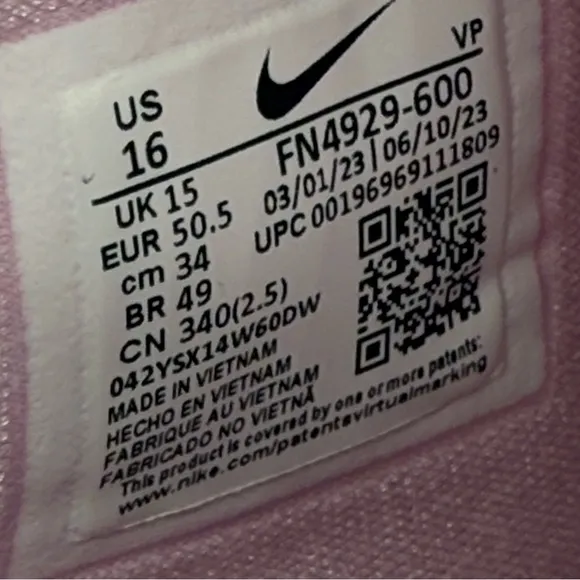 US
16
VP
FN4929-600
UK 15
03/01/23 | 06/10/23
EUR 50.5
UPC 00196969111809
cm 34
BR 49
CN 340(2.5)
042YSX14W60DW
MADE IN VIETNAM
HECHO EN VIETNAM
FABRIQUE AU VIETNAM
FABRICADO NO VIETNÃ
This product is covered by one or more patents:
www.nike.com/patentsvirtualmarking